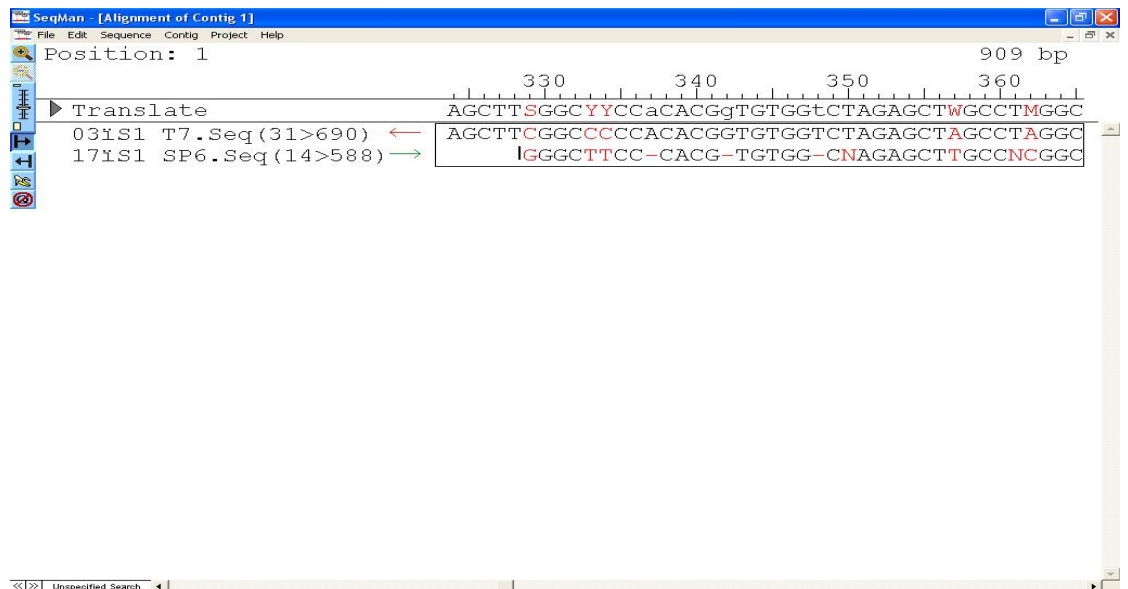 SeqMan - [Alignment of Contig 1]
File Edit Sequence Contig Project Help
Position: 1 909 bp
330 340 350 360
Translate AGCTTSGGCYYCCaCACGgTGTGGtCTAGAGCTWGCCTMGGC
03ÏS1 T7.Seq(31>690) ← AGCTTCGGCCCCCACACGGTGTGGTCTAGAGCTAGCCTAGGC
17ÏS1 SP6.Seq(14>588) → GGGCTTCC-CACG-TGTGG-CNAGAGCTTGCCNCGGC
Unspecified Search